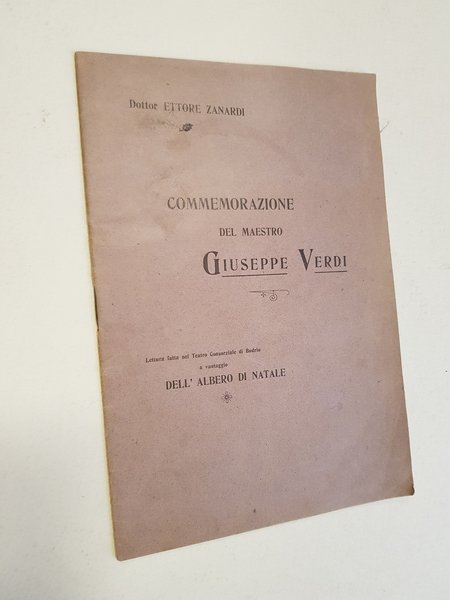 Dottor ETTORE ZANARDI
COMMEMORAZIONE
DEL MAESTRO
GIUSEPPE VERDI
Lettura fatta nel Teatro Consorziale di Budrio
a vantaggio
DELL' ALBERO DI NATALE